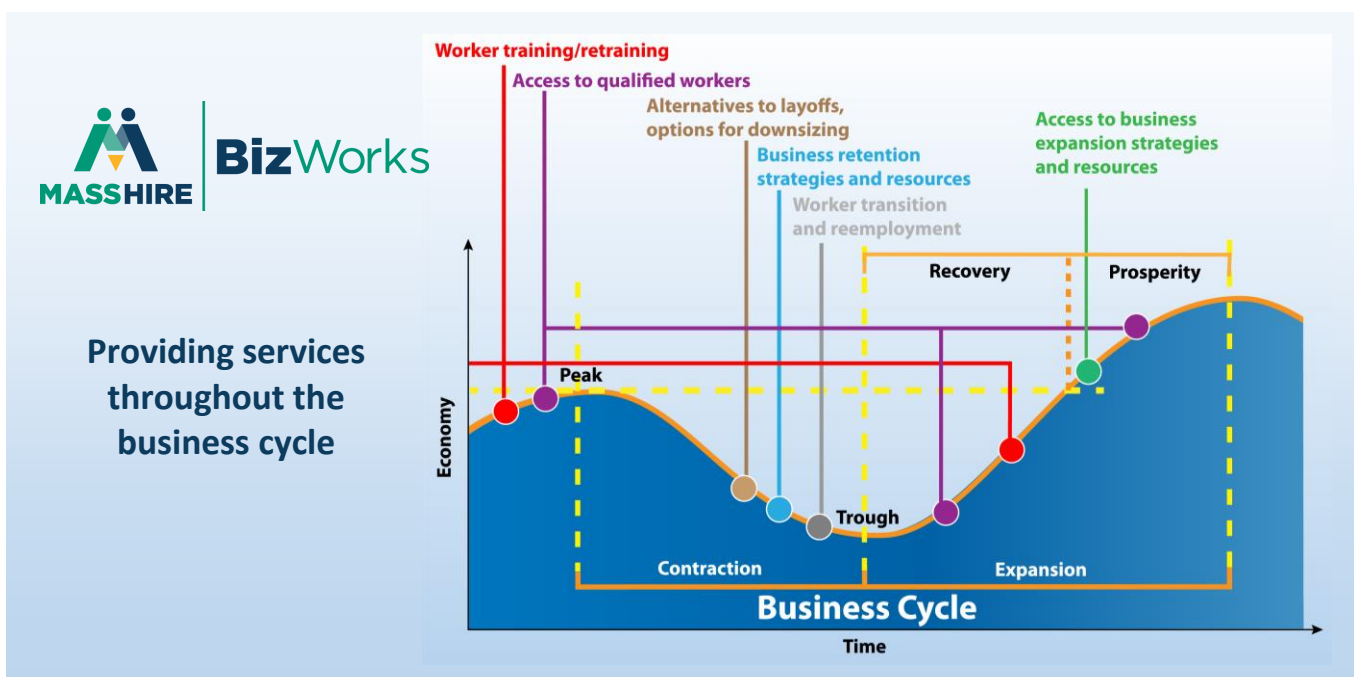 MASSHIRE
BizWorks
Providing services
throughout the
business cycle
Worker training/retraining
Access to qualified workers
Alternatives to layoffs,
options for downsizing
Business retention
strategies and resources
Worker transition
and reemployment
Access to business
expansion strategies
and resources
Recovery
Prosperity
Peak
Economy
Trough
Contraction
Expansion
Business Cycle
Time